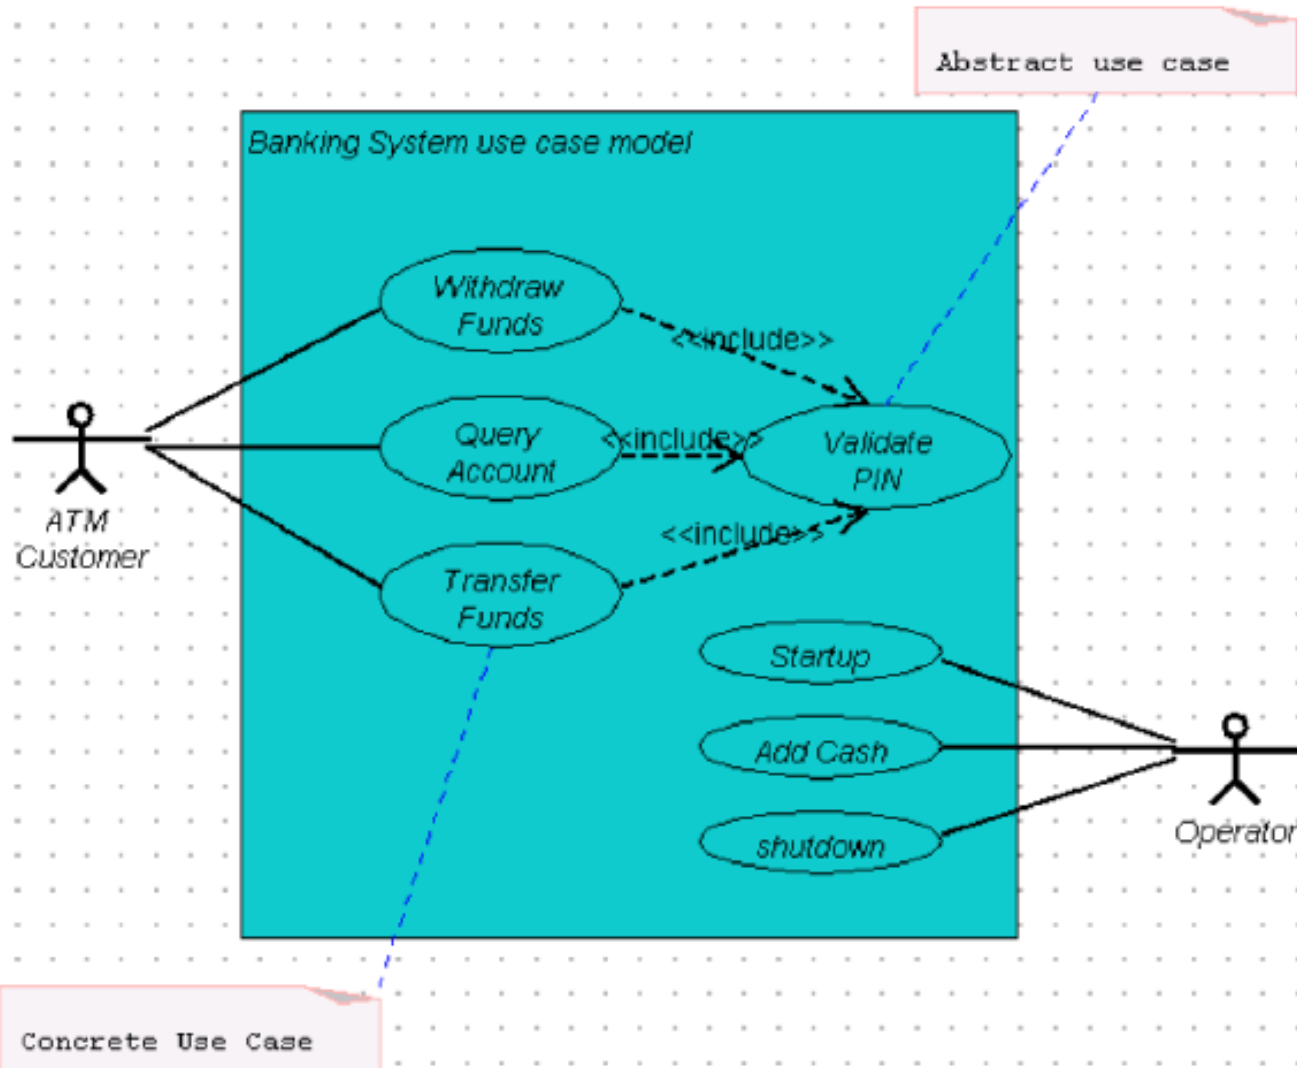 Abstract use case
Banking System use case model
Withdraw
Funds
<<include>>
Query
Account
<<include>>
Validate
PIN
ATM
Customer
<<include>>
Transfer
Funds
Startup
Add Cash
Operator
shutdown
Concrete Use Case